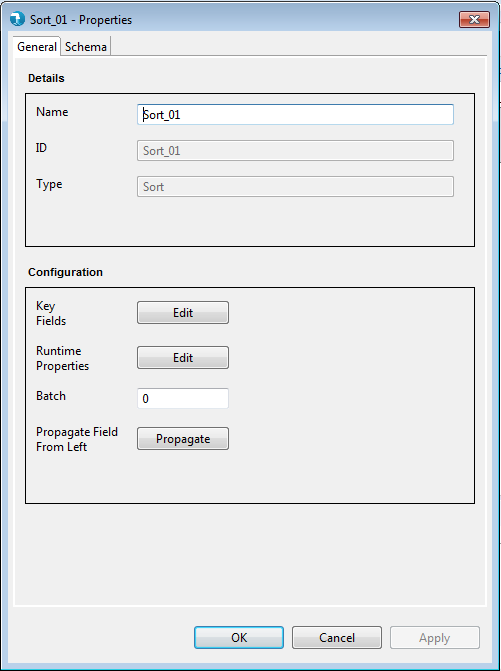 Sort_01 - Properties
General Schema
Details
Name Sort_01
ID Sort_01
Type Sort
Configuration
Key
Fields Edit
Runtime
Properties Edit
Batch 0
Propagate Field
From Left Propagate
OK Cancel Apply